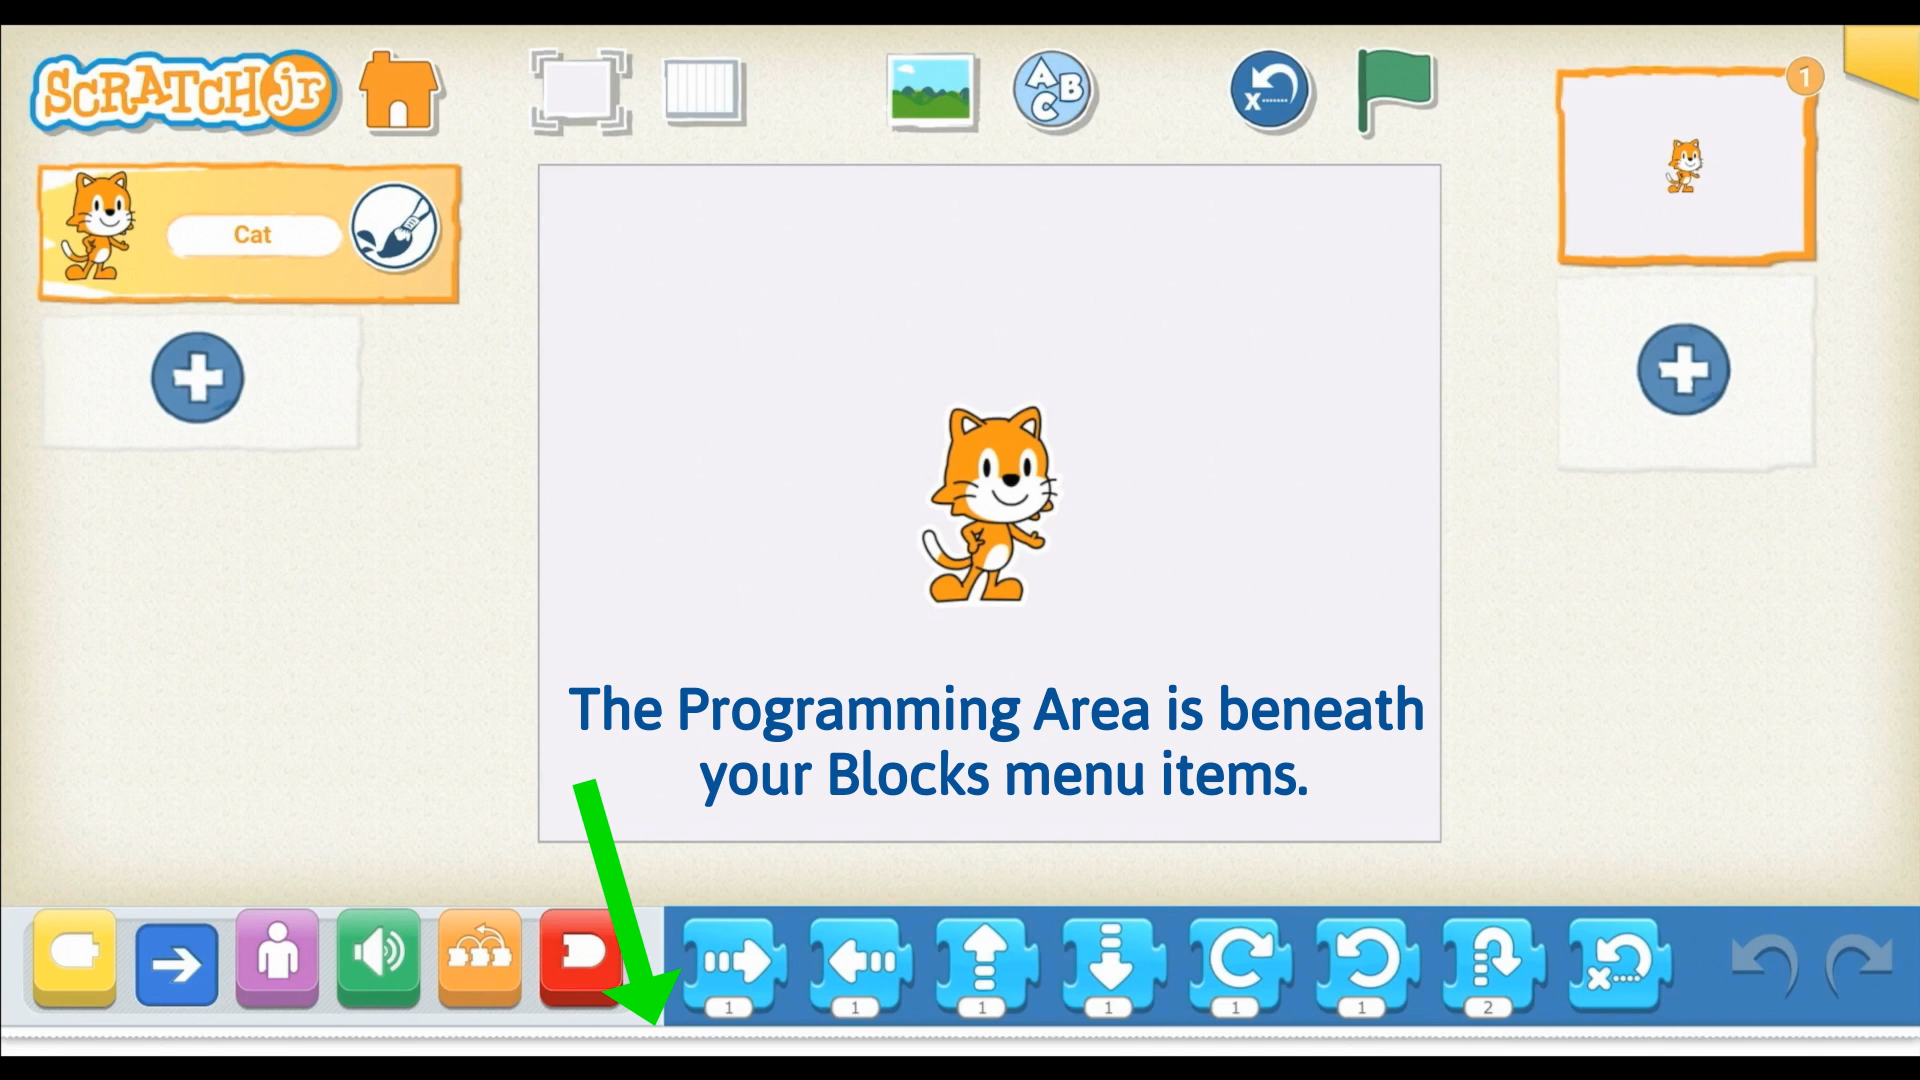 SCRATCHJr
A
B
C
x
1
Cat
The Programming Area is beneath
your Blocks menu items.
1
1
1
1
1
1
2
x